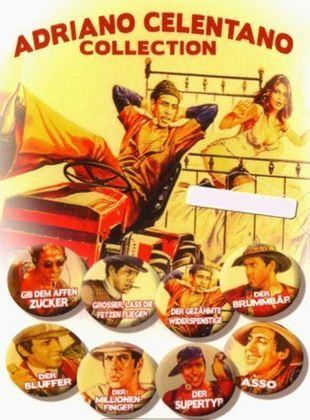 ADRIANO CELENTANO
COLLECTION
GIB DEM AFFEN
ZUCKER
GROSSER, LASS DIE
FETZEN FLIEGEN
DER GEZÄHMTE
WIDERSPENSTIGE
DER
BRUMMBÄR
DER
BLUFFER
DER
MILLIONEN-
FINGER
DER
SUPERTYP
ASSO